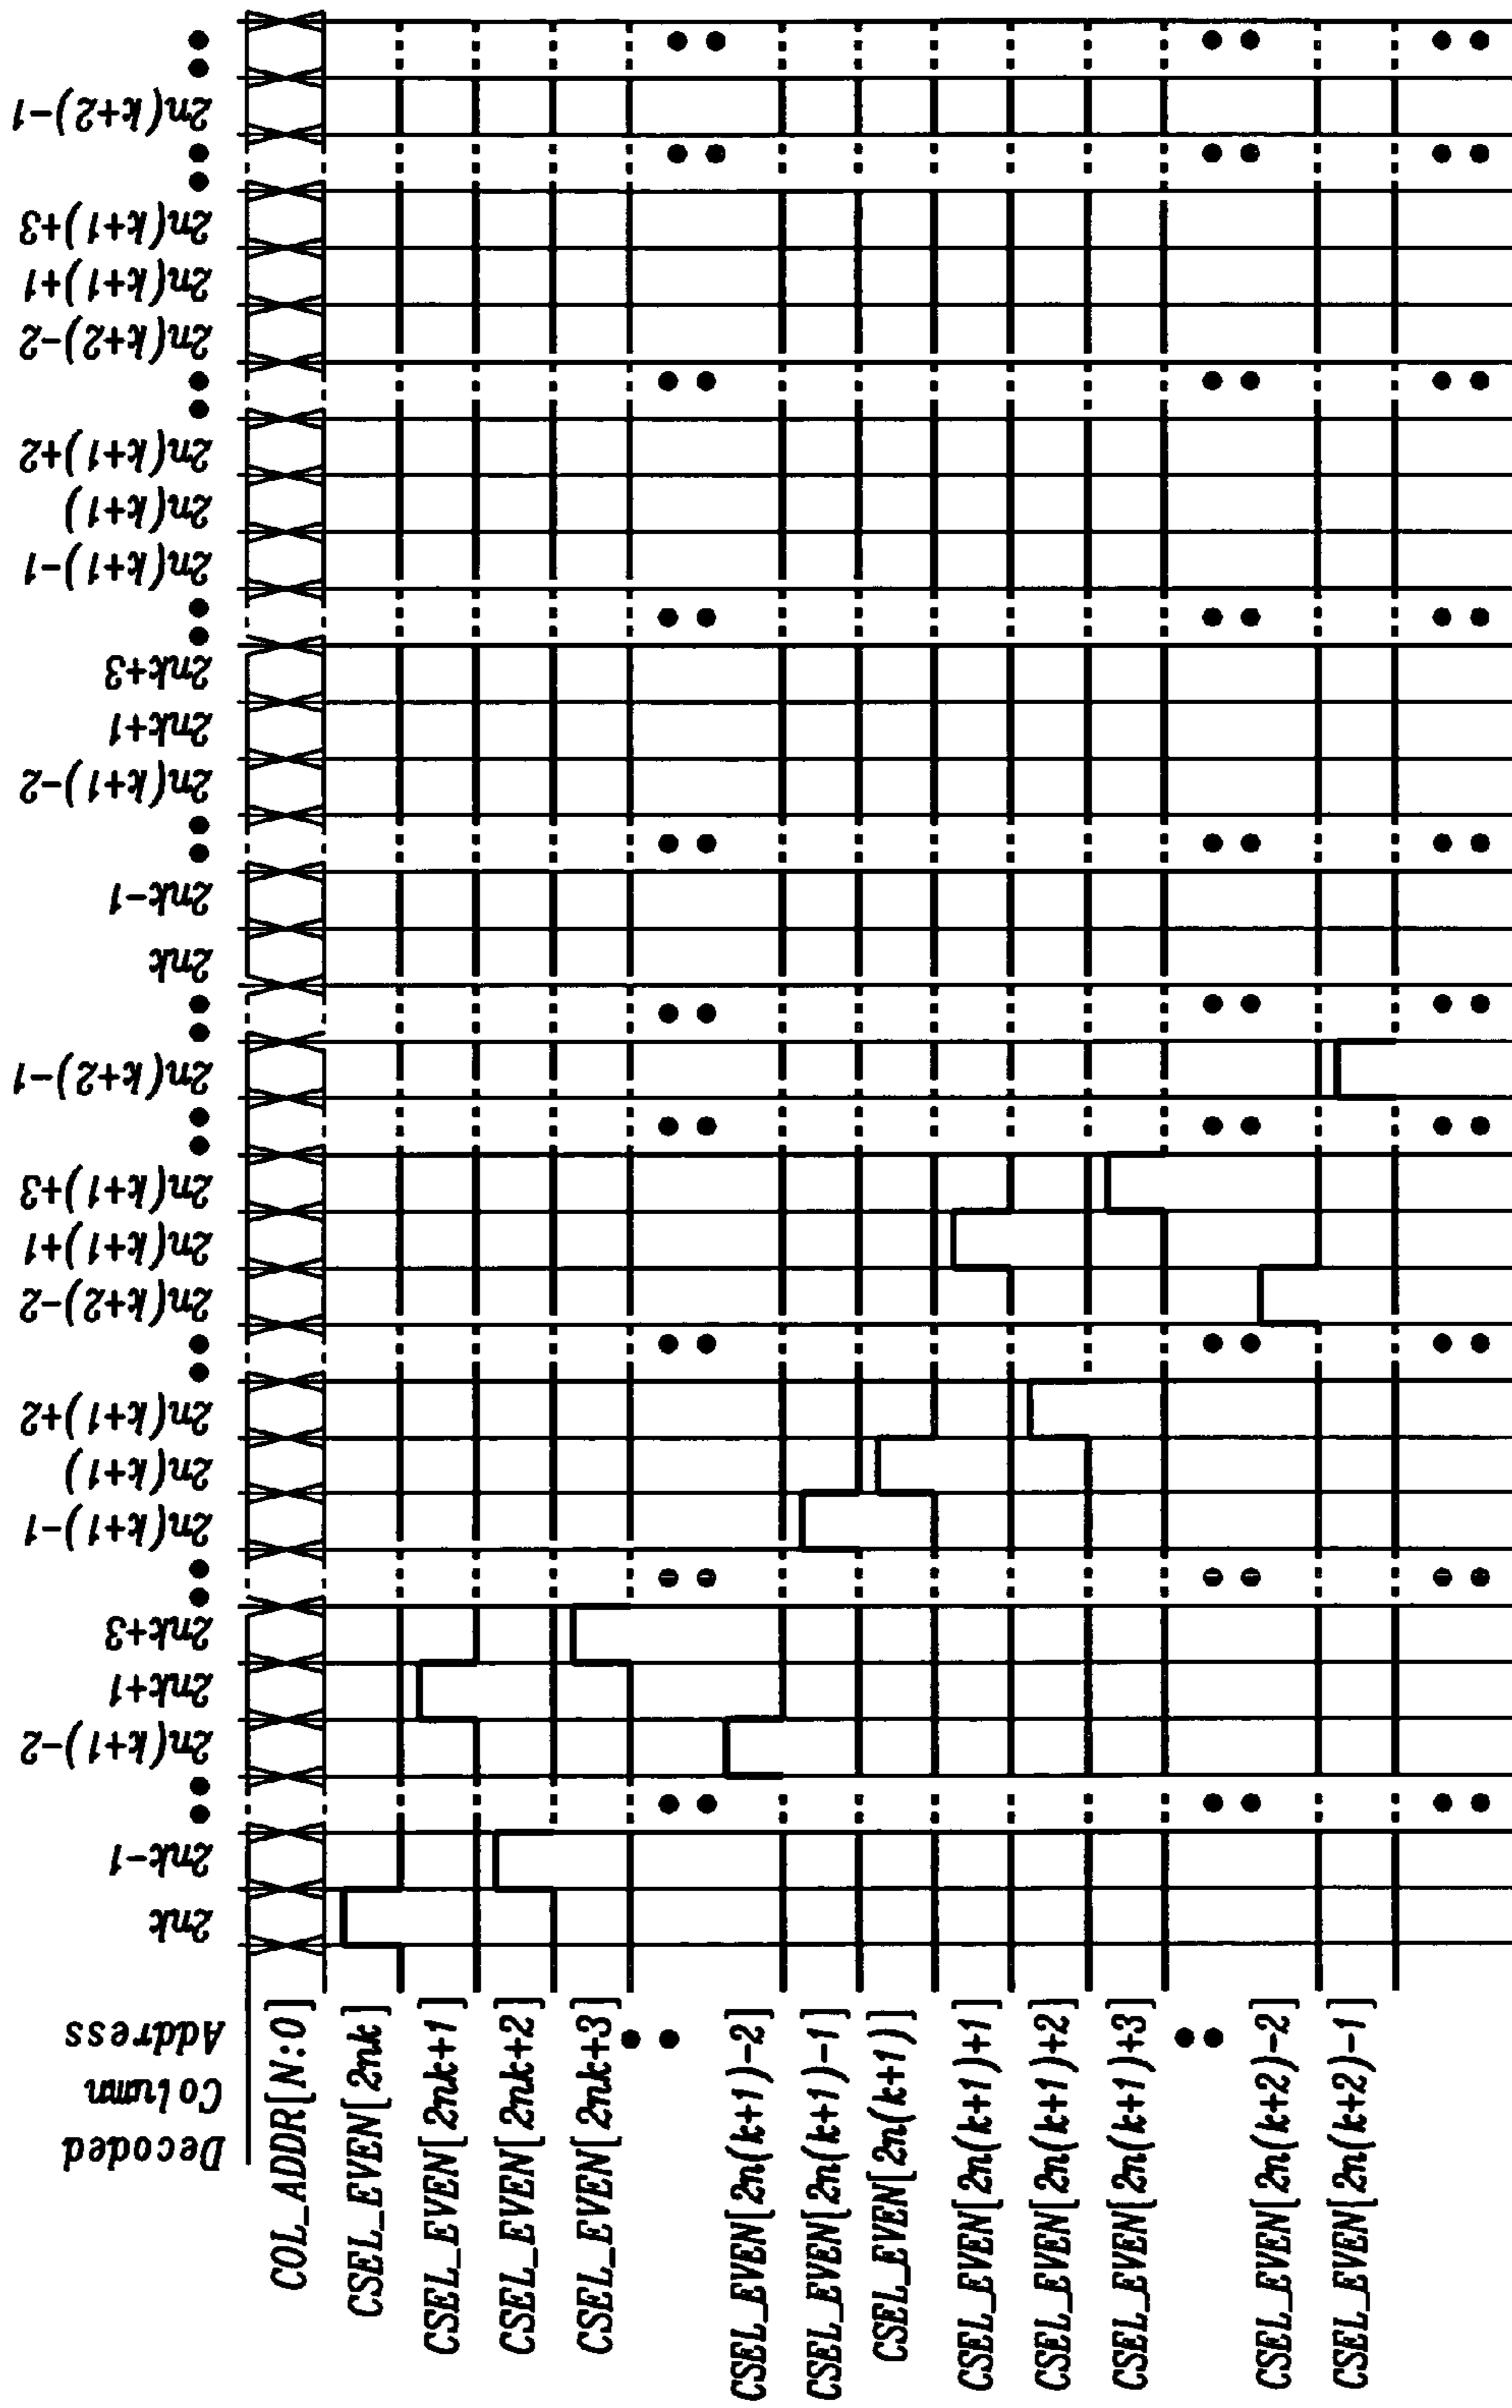 Decoded
Column
Address
2nk
2nk-1
2n(k+1)-2
2nk+1
2nk+3
2n(k+1)-1
2n(k+1)
2n(k+1)+2
2n(k+2)-2
2n(k+1)+1
2n(k+1)+3
2n(k+2)-1
2nk
2nk-1
2n(k+1)-2
2nk+1
2nk+3
2n(k+1)-1
2n(k+1)
2n(k+1)+2
2n(k+2)-2
2n(k+1)+1
2n(k+1)+3
2n(k+2)-1
COL_ADDR[N:0]
CSEL_EVEN[2nk]
CSEL_EVEN[2nk+1]
CSEL_EVEN[2nk+2]
CSEL_EVEN[2nk+3]
CSEL_EVEN[2n(k+1)-2]
CSEL_EVEN[2n(k+1)-1]
CSEL_EVEN[2n(k+1)]
CSEL_EVEN[2n(k+1)+1]
CSEL_EVEN[2n(k+1)+2]
CSEL_EVEN[2n(k+1)+3]
CSEL_EVEN[2n(k+2)-2]
CSEL_EVEN[2n(k+2)-1]